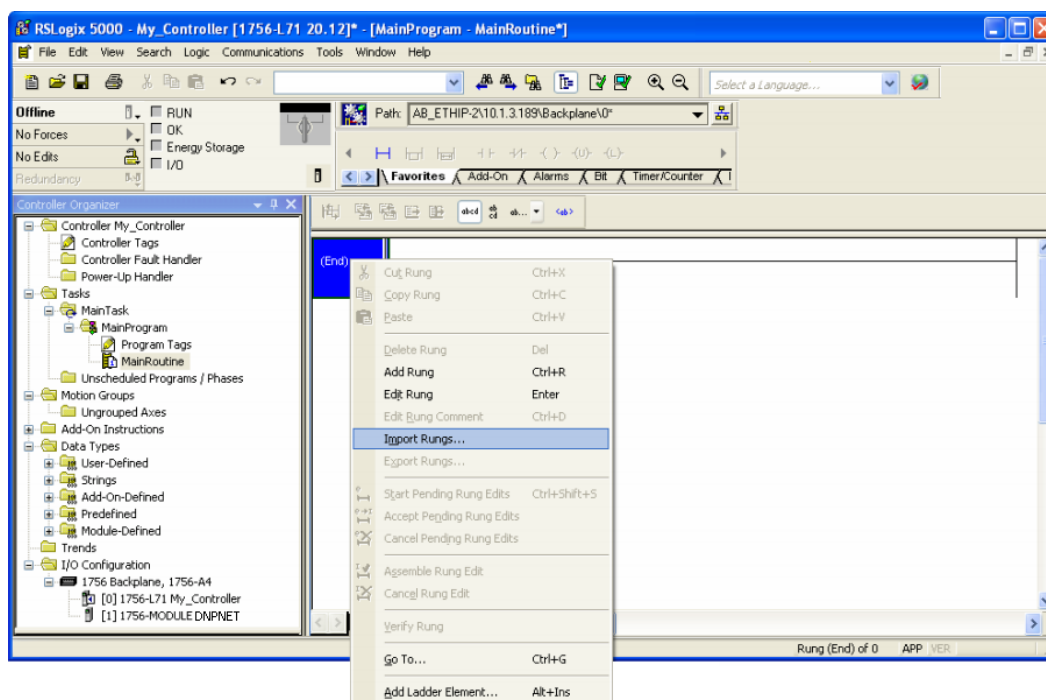 RSLogix 5000 - My_Controller [1756-L71 20.12]* - [MainProgram - MainRoutine*]
File Edit View Search Logic Communications Tools Window Help
Select a Language...
Offline
RUN
No Forces
OK
No Edits
Energy Storage
Redundancy
I/O
Path: AB_ETHIP-2\10.1.3.189\Backplane\0*
Favorites Add-On Alarms Bit Timer/Counter
Controller Organizer
Controller My_Controller
Controller Tags
Controller Fault Handler
Power-Up Handler
Tasks
MainTask
MainProgram
Program Tags
MainRoutine
Unscheduled Programs / Phases
Motion Groups
Ungrouped Axes
Add-On Instructions
Data Types
User-Defined
Strings
Add-On-Defined
Predefined
Module-Defined
Trends
I/O Configuration
1756 Backplane, 1756-A4
[0] 1756-L71 My_Controller
[1] 1756-MODULE DNPNET
(End)
Cut Rung Ctrl+X
Copy Rung Ctrl+C
Paste Ctrl+V
Delete Rung Del
Add Rung Ctrl+R
Edit Rung Enter
Edit Rung Comment Ctrl+D
Import Rungs...
Export Rungs...
Start Pending Rung Edits Ctrl+Shift+S
Accept Pending Rung Edits
Cancel Pending Rung Edits
Assemble Rung Edit
Cancel Rung Edit
Verify Rung
Go To... Ctrl+G
Add Ladder Element... Alt+Ins
Rung (End) of 0 APP VER